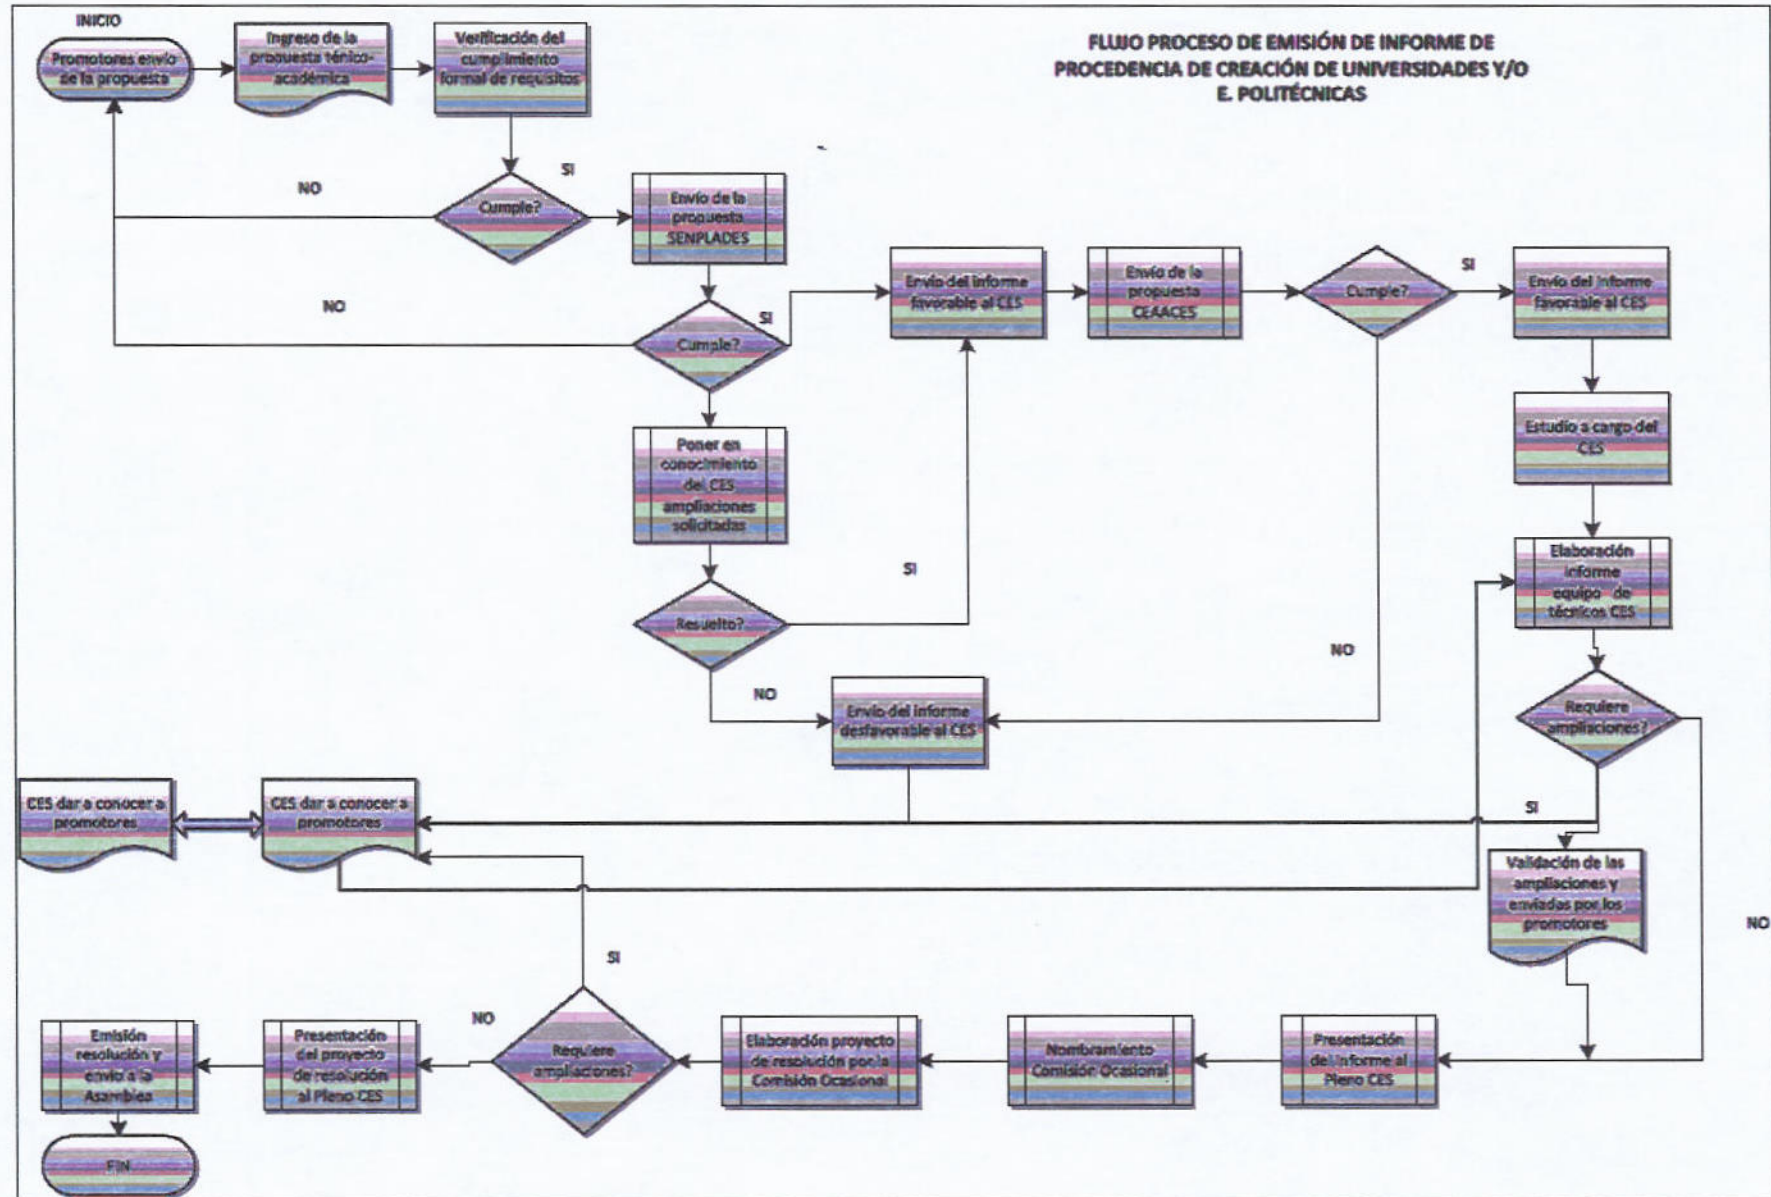 INICIO
Promotores envío
de la propuesta
Ingreso de la
propuesta ténico-
académica
Verificación del
cumplimiento
formal de requisitos
FLUJO PROCESO DE EMISIÓN DE INFORME DE
PROCEDENCIA DE CREACIÓN DE UNIVERSIDADES Y/O
E. POLITÉCNICAS
NO
Cumple?
SI
Envío de la
propuesta
SENPLADES
NO
Cumple?
SI
Envío del informe
favorable al CES
Envío de la
propuesta
CEAACES
Cumple?
SI
Envío del informe
favorable al CES
Estudio a cargo del
CES
Poner en
conocimiento
del CES
ampliaciones
solicitadas
Elaboración
informe
equipo de
técnicos CES
SI
Resuelto?
NO
NO
Envío del informe
desfavorable al CES
Requiere
ampliaciones?
CES dar a conocer a
promotores
CES dar a conocer a
promotores
SI
Validación de las
ampliaciones y
enviadas por los
promotores
NO
SI
Emisión
resolución y
envío a la
Asamblea
Presentación
del proyecto
de resolución
al Pleno CES
NO
Requiere
ampliaciones?
Elaboración proyecto
de resolución por la
Comisión Ocasional
Nombramiento
Comisión Ocasional
Presentación
del informe al
Pleno CES
FIN